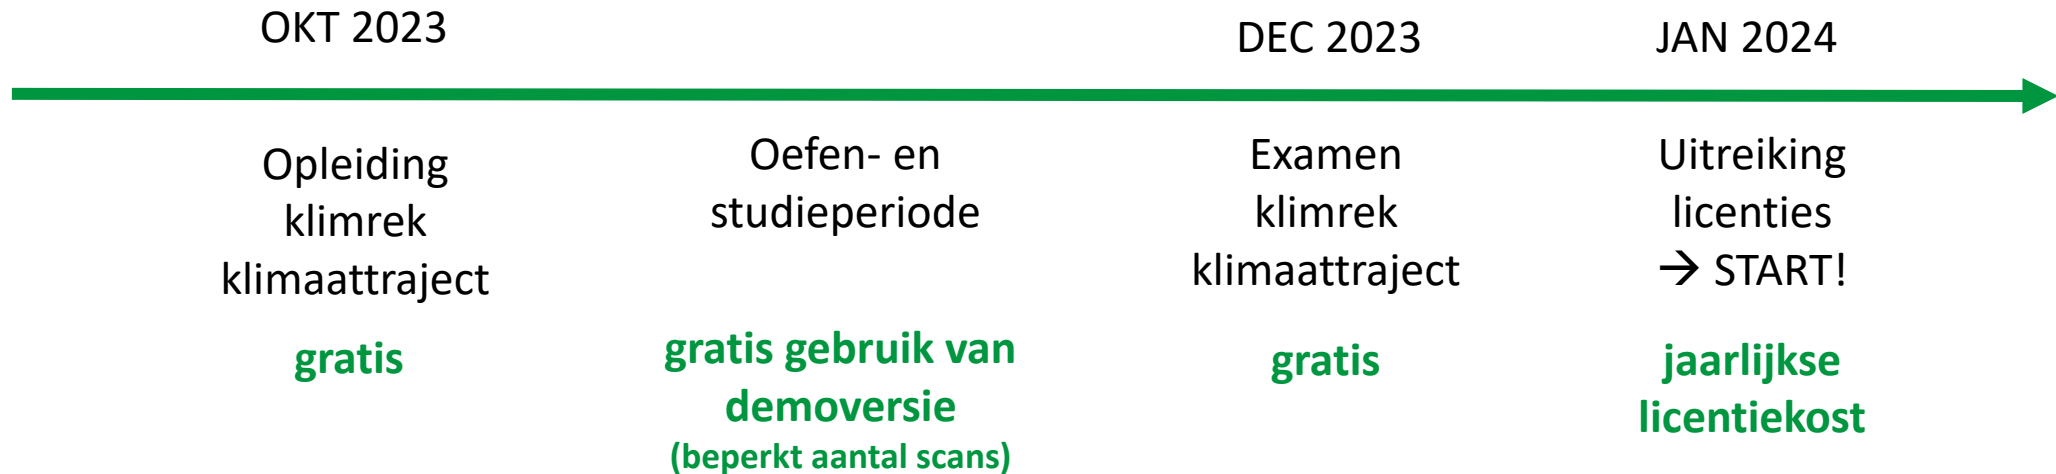 OKT 2023
DEC 2023
JAN 2024
Opleiding
klimrek
klimaattraject
gratis
Oefen- en
studieperiode
gratis gebruik van
demoversie
(beperkt aantal scans)
Examen
klimrek
klimaattraject
gratis
Uitreiking
licenties
→ START!
jaarlijkse
licentiekost